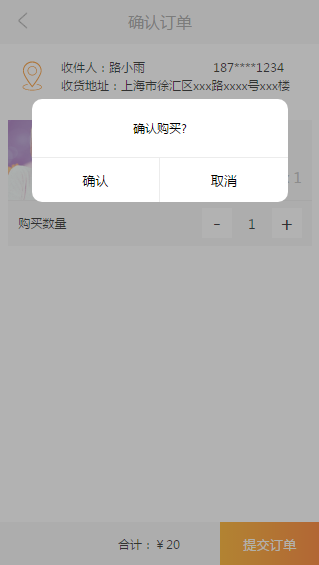 确认订单
收件人：路小雨 187****1234
收货地址：上海市徐汇区xxx路xxxx号xxx楼
确认购买?
确认 取消
1
购买数量 - 1 +
合计：￥20 提交订单